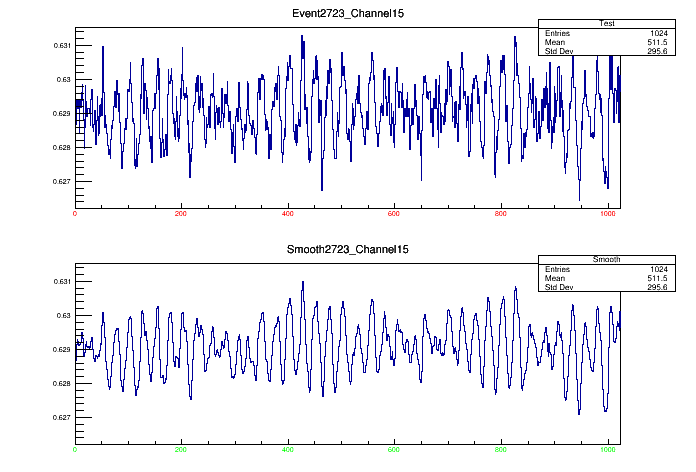 Event2723_Channel15
Test
Entries 1024
Mean 511.5
Std Dev 295.6
0.631
0.63
0.629
0.628
0.627
0 200 400 600 800 1000
Smooth2723_Channel15
Smooth
Entries 1024
Mean 511.5
Std Dev 295.6
0.631
0.63
0.629
0.628
0.627
0 200 400 600 800 1000